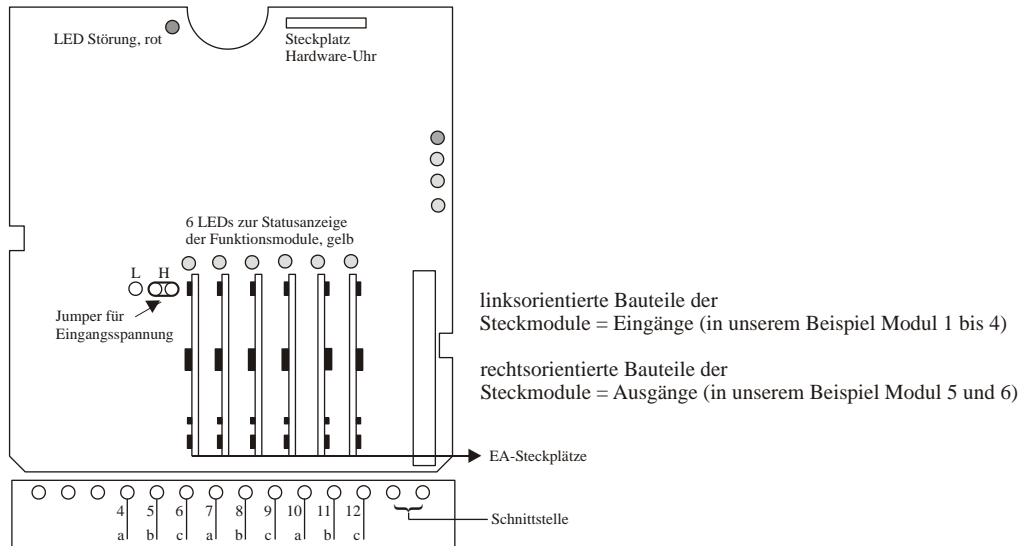 LED Störung, rot
Steckplatz
Hardware-Uhr
6 LEDs zur Statusanzeige
der Funktionsmodule, gelb
L H
Jumper für
Eingangsspannung
linksorientierte Bauteile der
Steckmodule = Eingänge (in unserem Beispiel Modul 1 bis 4)
rechtsorientierte Bauteile der
Steckmodule = Ausgänge (in unserem Beispiel Modul 5 und 6)
EA-Steckplätze
4 5 6 7 8 9 10 11 12
a b c a b c a b c
Schnittstelle